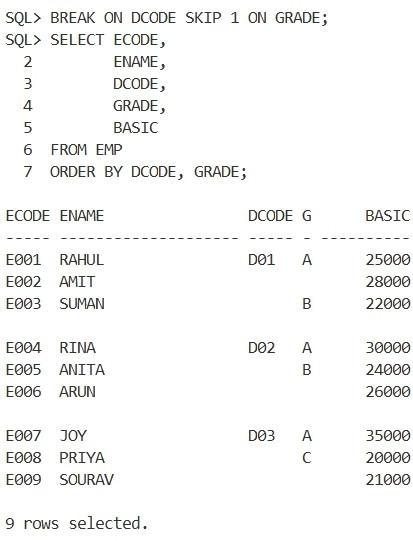 SQL> BREAK ON DCODE SKIP 1 ON GRADE;
SQL> SELECT ECODE,
  2         ENAME,
  3         DCODE,
  4         GRADE,
  5         BASIC
  6  FROM EMP
  7  ORDER BY DCODE, GRADE;

ECODE ENAME                DCODE G      BASIC
----- -------------------- ----- - ----------
E001  RAHUL                D01   A      25000
E002  AMIT                              28000
E003  SUMAN                      B      22000

E004  RINA                 D02   A      30000
E005  ANITA                      B      24000
E006  ARUN                              26000

E007  JOY                  D03   A      35000
E008  PRIYA                      C      20000
E009  SOURAV                            21000

9 rows selected.